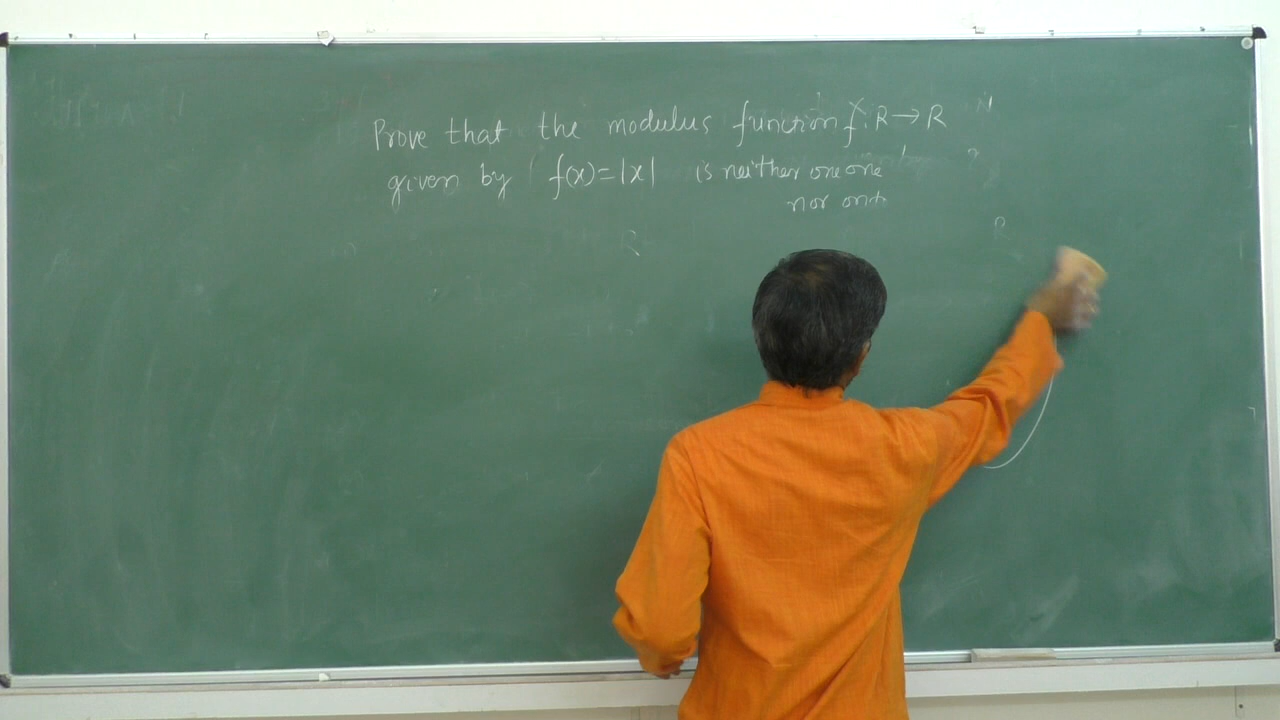 Prove that the modulus function f: R→R
given by f(x)=|x| is neither one one
nor onto
R